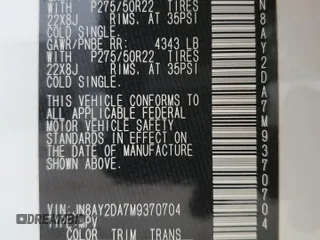 WITH P275/50R22 TIRES
22X8J RIMS. AT 35PSI
COLD SINGLE.
GAWR/PNBE RR: 4343 LB
WITH P275/50R22 TIRES
22X8J RIMS. AT 35PSI
COLD SINGLE.
THIS VEHICLE CONFORMS TO
ALL APPLICABLE FEDERAL
MOTOR VEHICLE SAFETY
STANDARDS IN EFFECT ON
THE DATE OF MANUFACTURE
SHOWN ABOVE.
VIN: JN8AY2DA7M9370704
MPV
COLOR TRIM TRANS
N8AY2DA7M9370704